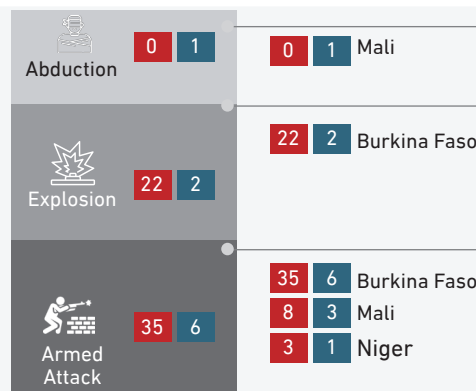 0 1
Abduction
0 1 Mali
Explosion
22 2
22 2 Burkina Faso
Armed
Attack
35 6
35 6 Burkina Faso
8 3 Mali
3 1 Niger